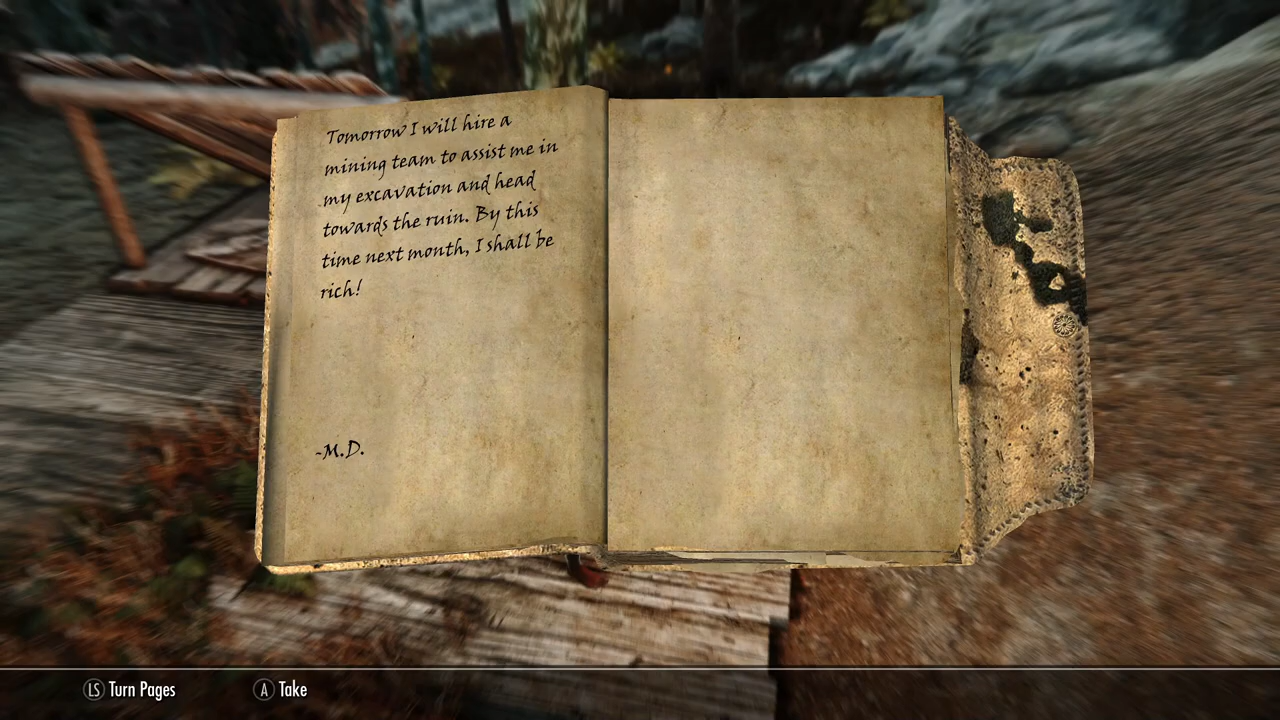 Tomorrow I will hire a
mining team to assist me in
my excavation and head
towards the ruin. By this
time next month, I shall be
rich!
-M.D.
LS Turn Pages
A Take